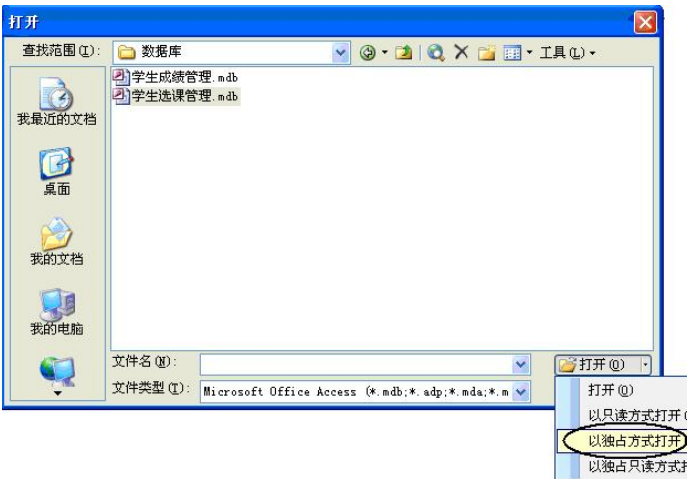 打开
查找范围(I):
数据库
工具(L)
学生成绩管理.mdb
学生选课管理.mdb
我最近的文档
桌面
我的文档
我的电脑
文件名(N):
打开(O)
文件类型(T):
Microsoft Office Access (*.mdb;*.adp;*.mda;*.m
打开(O)
以只读方式打开(
以独占方式打开
以独占只读方式